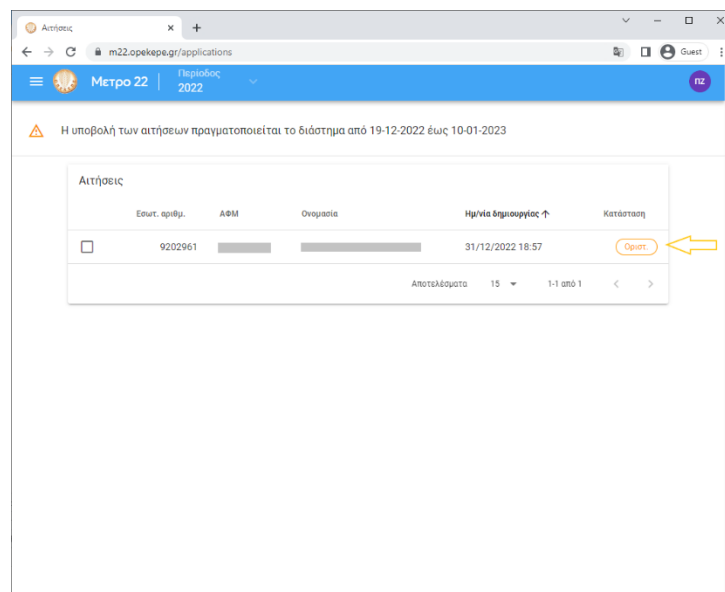 Αιτήσεις
m22.opekepe.gr/applications
Guest
Μετρο 22
Περίοδος
2022
ΠΖ
Η υποβολή των αιτήσεων πραγματοποιείται το διάστημα από 19-12-2022 έως 10-01-2023
Αιτήσεις
Εσωτ. αριθμ. ΑΦΜ Ονομασία Ημ/νία δημιουργίας Κατάσταση
9202961 31/12/2022 18:57 Οριστ.
Αποτελέσματα 15 1-1 από 1